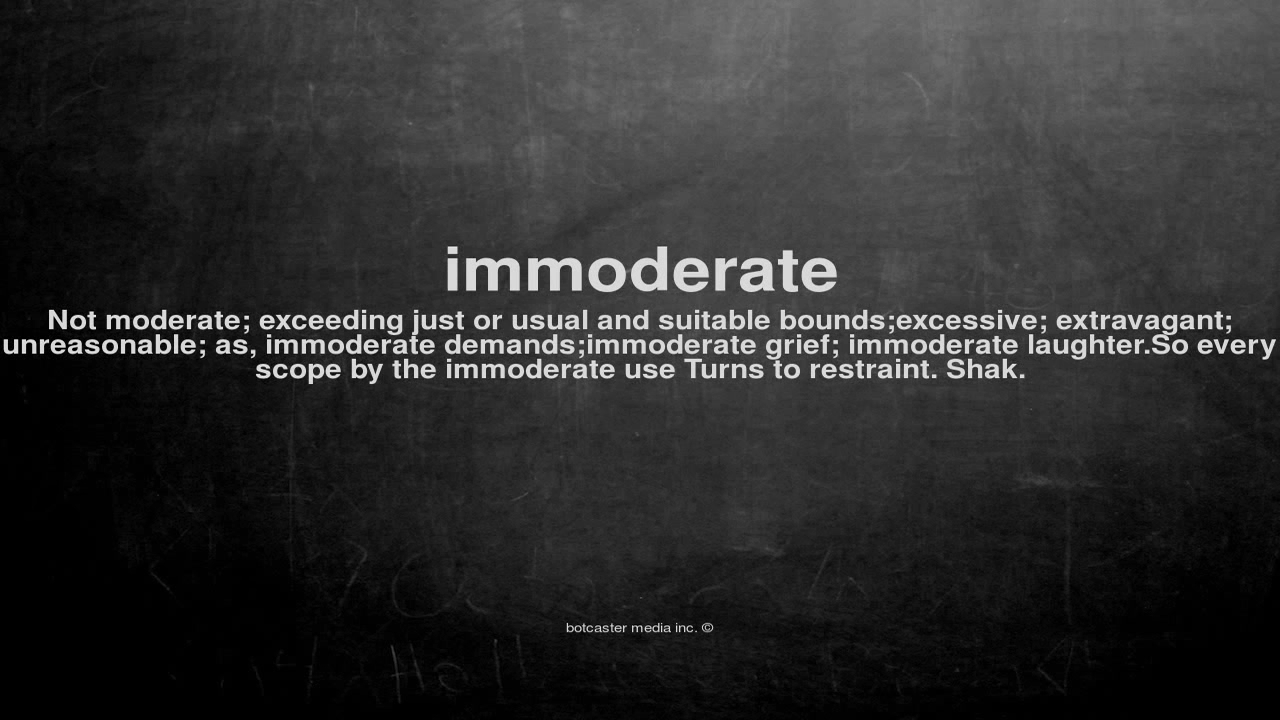 immoderate
Not moderate; exceeding just or usual and suitable bounds;excessive; extravagant;
unreasonable; as, immoderate demands;immoderate grief; immoderate laughter.So every
scope by the immoderate use Turns to restraint. Shak.
botcaster media inc. ©